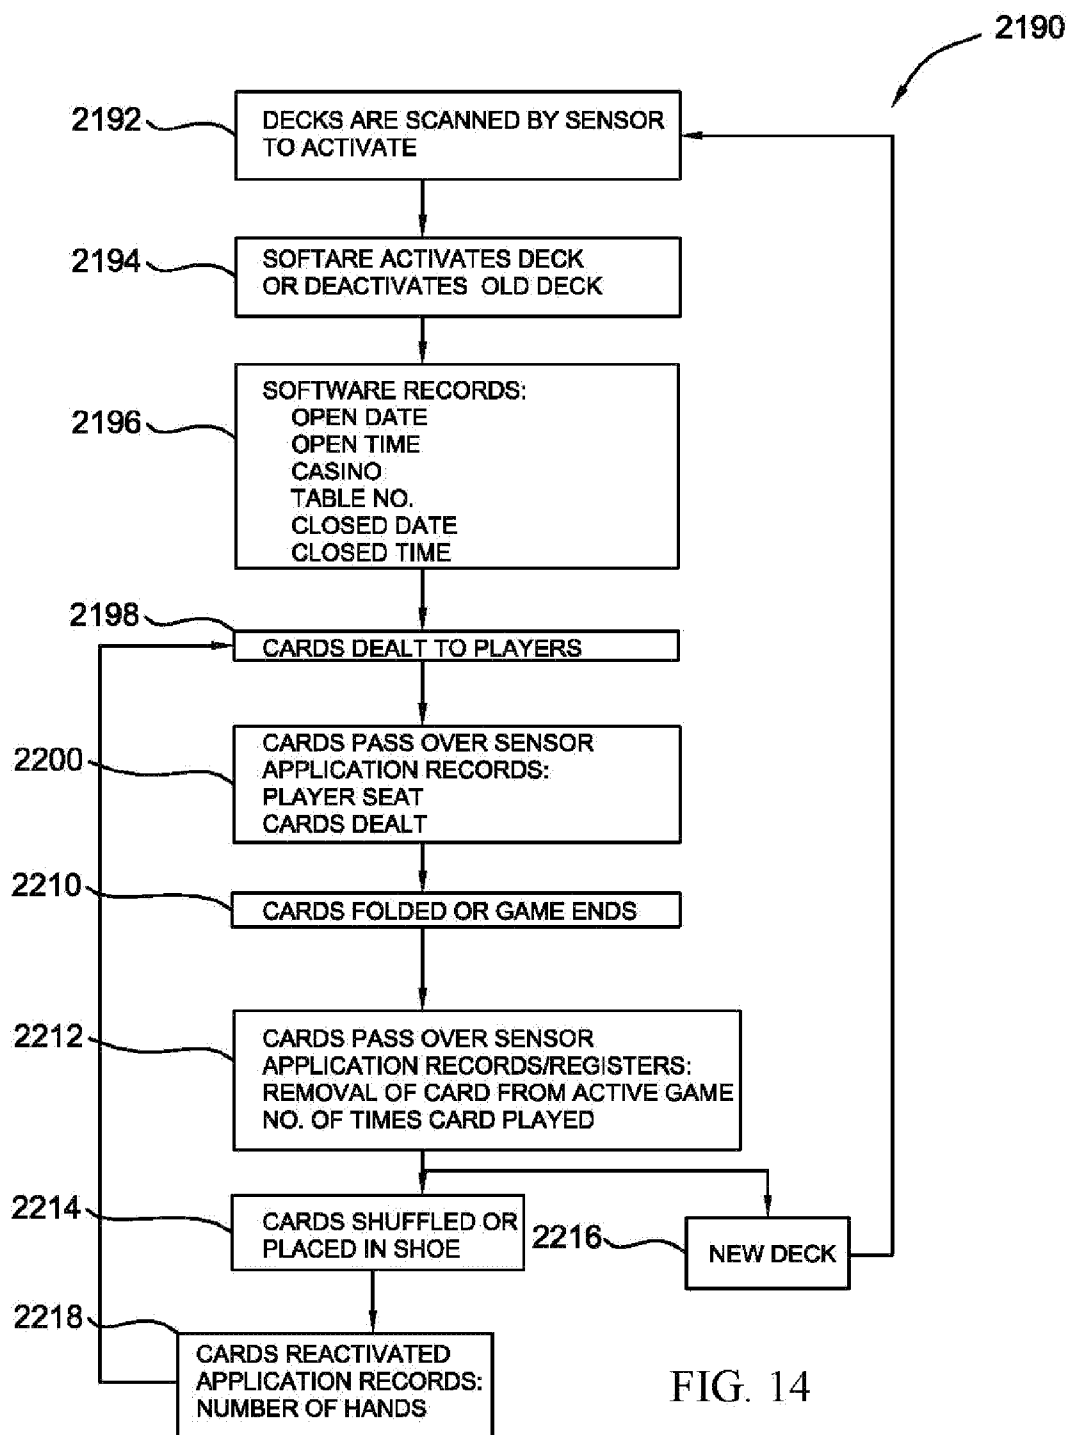 2190
2192
DECKS ARE SCANNED BY SENSOR
TO ACTIVATE
2194
SOFTARE ACTIVATES DECK
OR DEACTIVATES OLD DECK
2196
SOFTWARE RECORDS:
OPEN DATE
OPEN TIME
CASINO
TABLE NO.
CLOSED DATE
CLOSED TIME
2198
CARDS DEALT TO PLAYERS
2200
CARDS PASS OVER SENSOR
APPLICATION RECORDS:
PLAYER SEAT
CARDS DEALT
2210
CARDS FOLDED OR GAME ENDS
2212
CARDS PASS OVER SENSOR
APPLICATION RECORDS/REGISTERS:
REMOVAL OF CARD FROM ACTIVE GAME
NO. OF TIMES CARD PLAYED
2214
CARDS SHUFFLED OR
PLACED IN SHOE
2216
NEW DECK
2218
CARDS REACTIVATED
APPLICATION RECORDS:
NUMBER OF HANDS
FIG. 14